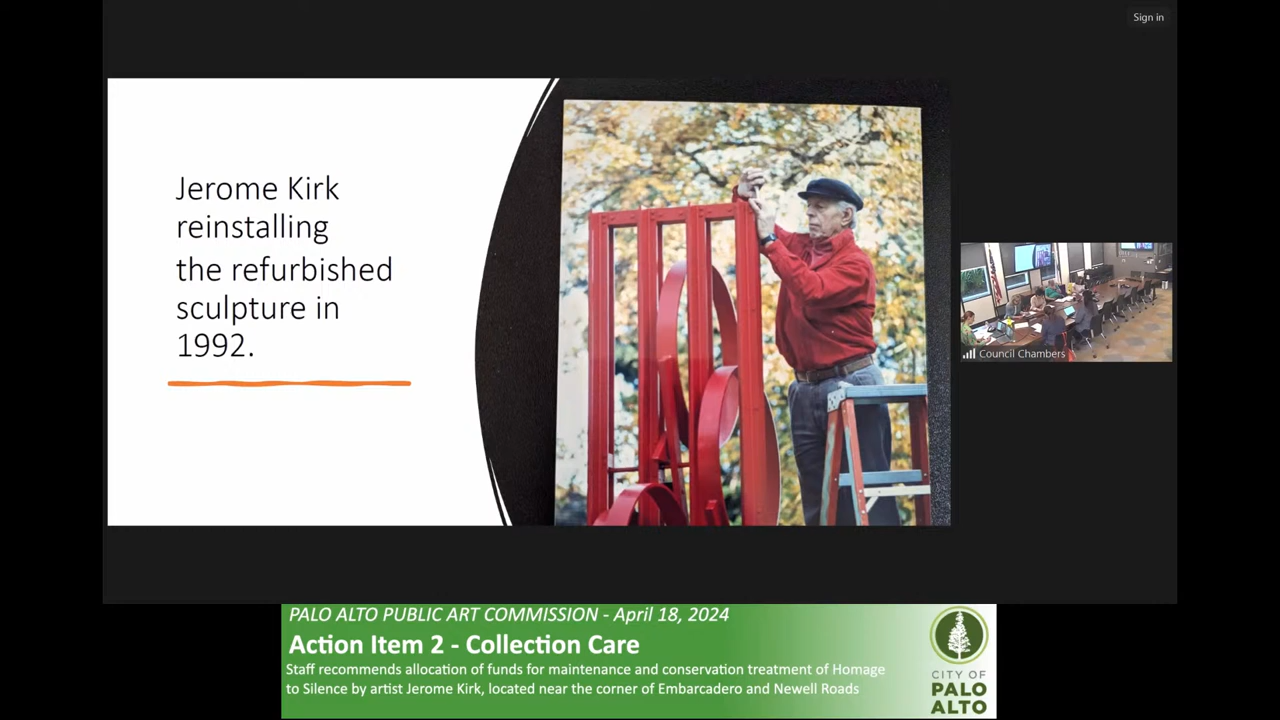 Sign in
Jerome Kirk
reinstalling
the refurbished
sculpture in
1992.
Council Chambers
PALO ALTO PUBLIC ART COMMISSION - April 18, 2024
Action Item 2 - Collection Care
Staff recommends allocation of funds for maintenance and conservation treatment of Homage
to Silence by artist Jerome Kirk, located near the corner of Embarcadero and Newell Roads
CITY OF
PALO
ALTO